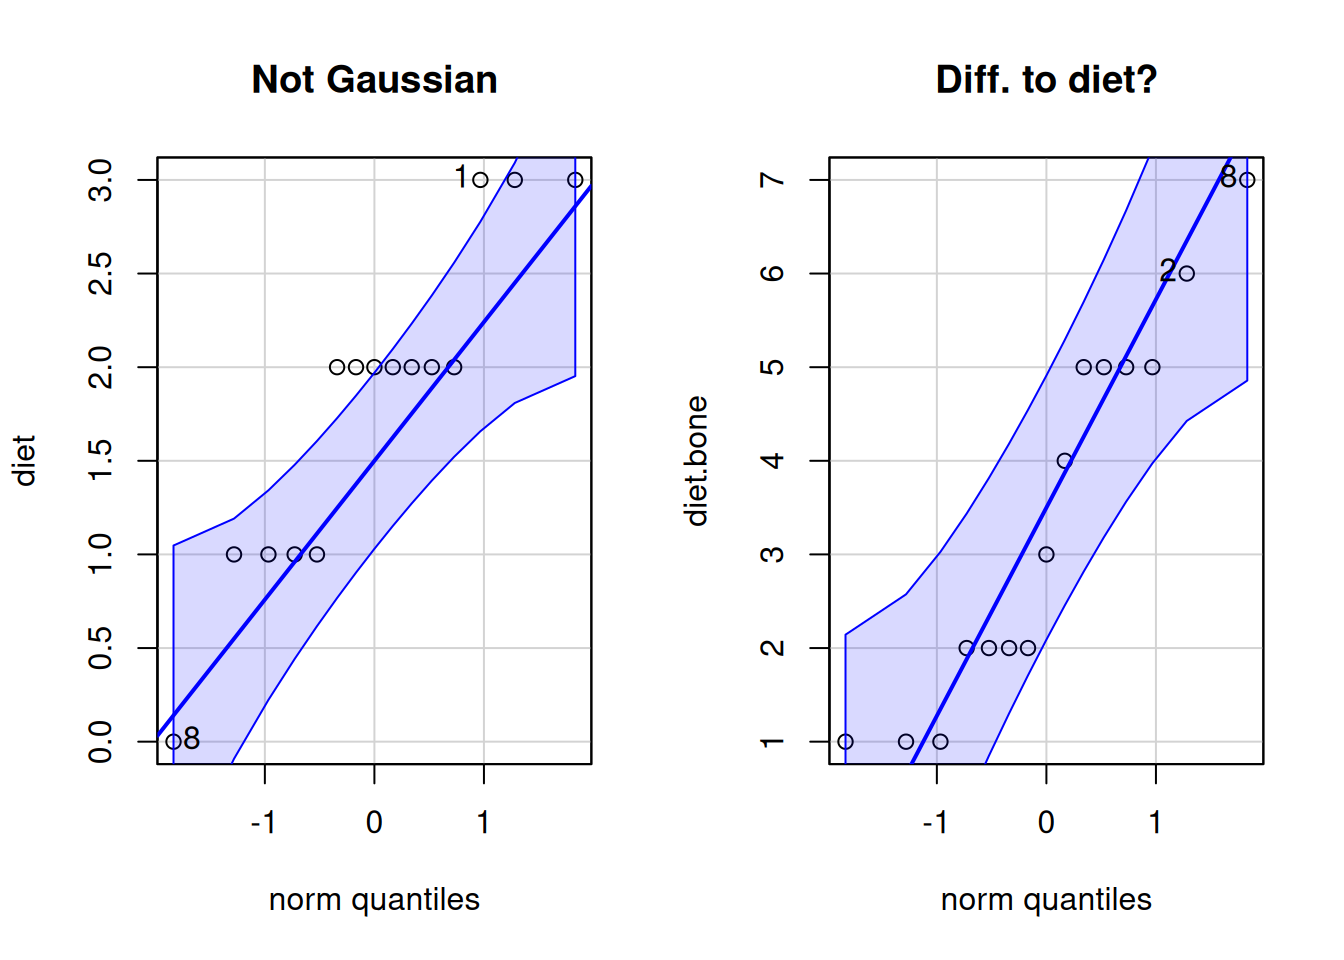 Not Gaussian
diet
3.0
2.5
2.0
1.5
1.0
0.5
0.0
1
8
-1 0 1
norm quantiles
Diff. to diet?
diet.bone
7
6
5
4
3
2
1
8
2
-1 0 1
norm quantiles